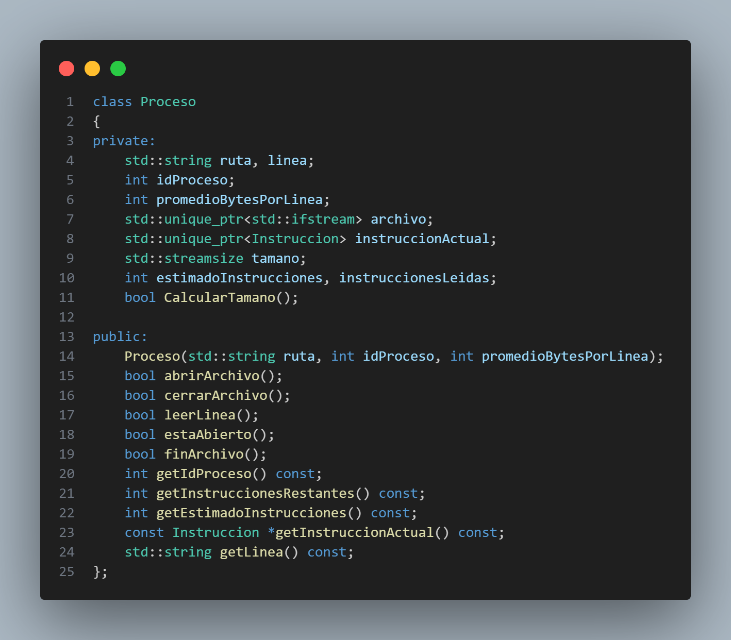 1 class Proceso
2 {
3 private:
4     std::string ruta, linea;
5     int idProceso;
6     int promedioBytesPorLinea;
7     std::unique_ptr<std::ifstream> archivo;
8     std::unique_ptr<Instruccion> instruccionActual;
9     std::streamsize tamano;
10     int estimadoInstrucciones, instruccionesLeidas;
11     bool CalcularTamano();
12
13 public:
14     Proceso(std::string ruta, int idProceso, int promedioBytesPorLinea);
15     bool abrirArchivo();
16     bool cerrarArchivo();
17     bool leerLinea();
18     bool estaAbierto();
19     bool finArchivo();
20     int getIdProceso() const;
21     int getInstruccionesRestantes() const;
22     int getEstimadoInstrucciones() const;
23     const Instruccion *getInstruccionActual() const;
24     std::string getLinea() const;
25 };